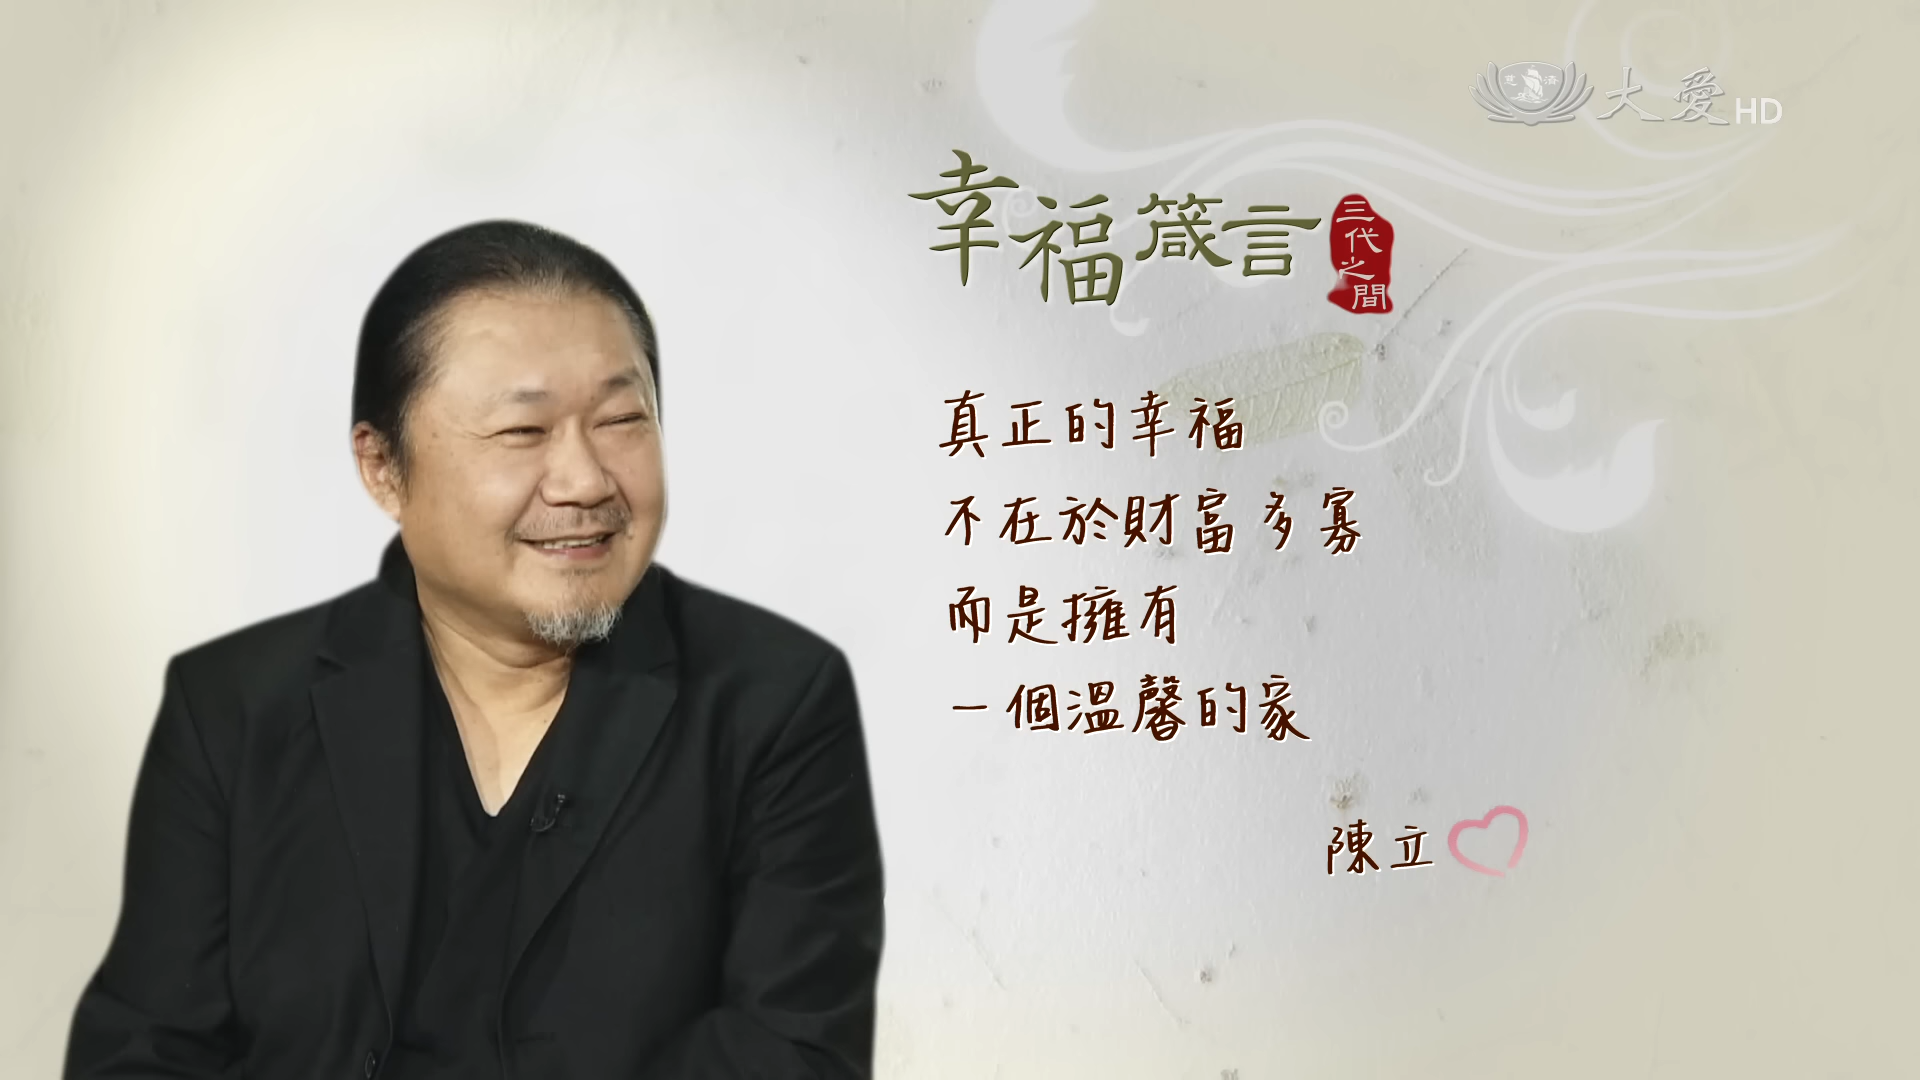 大愛HD
幸福箴言
三代之間
真正的幸福
不在於財富多寡
而是擁有
一個溫馨的家
陳立